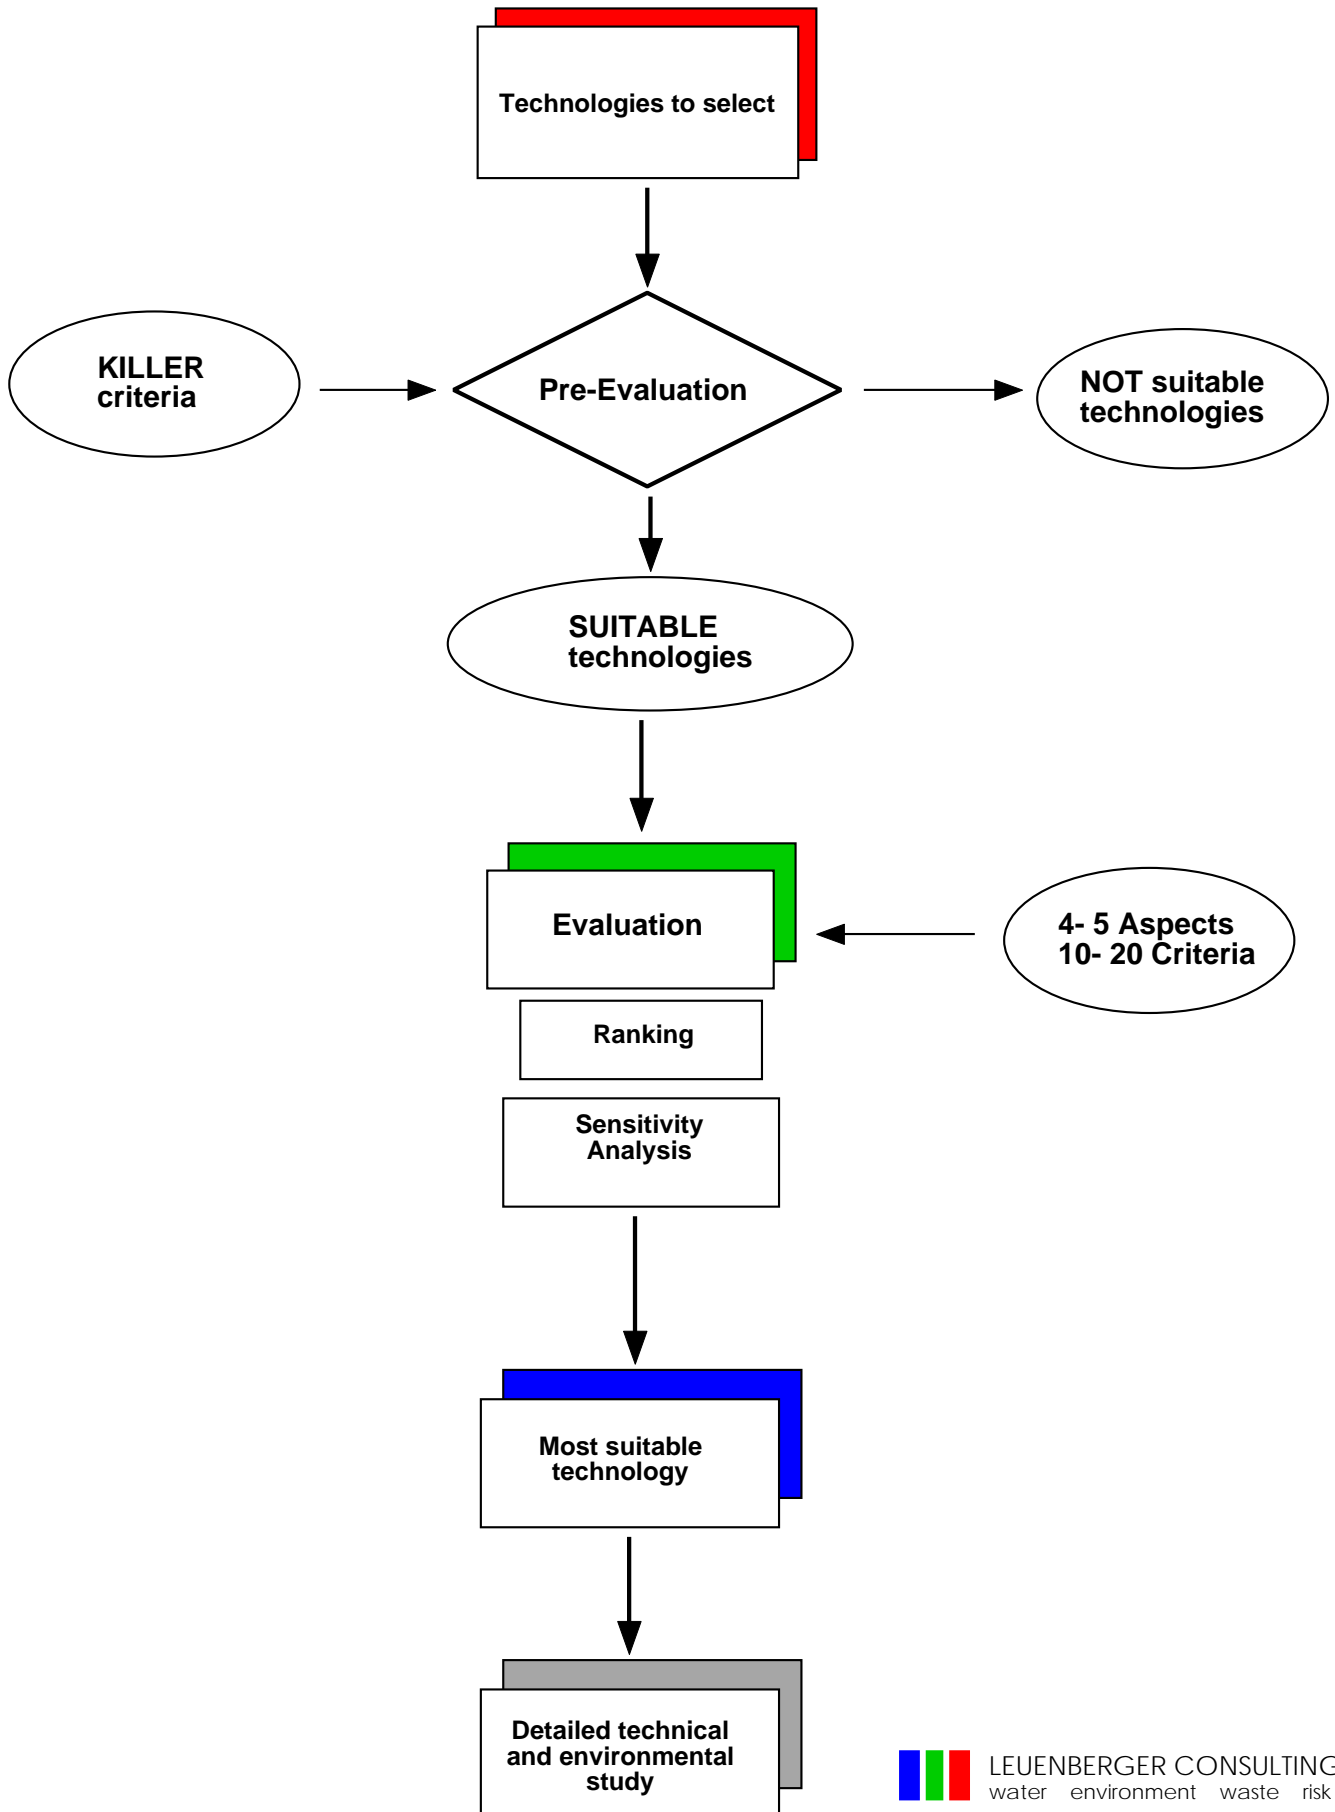 Technologies to select
KILLER
criteria
Pre-Evaluation
NOT suitable
technologies
SUITABLE
technologies
Evaluation
4- 5 Aspects
10- 20 Criteria
Ranking
Sensitivity
Analysis
Most suitable
technology
Detailed technical
and environmental
study
LEUENBERGER CONSULTING
water environment waste risk